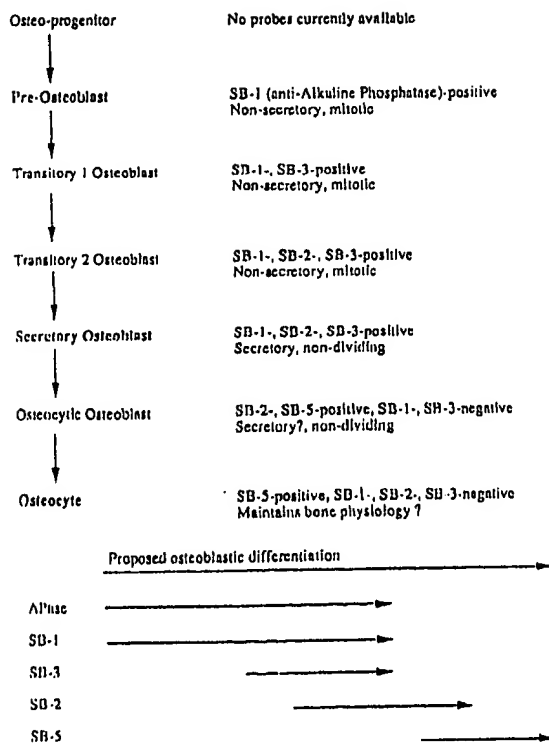 Osteo-progenitor No probes currently available
Pre-Osteoblast SB-1 (anti-Alkaline Phosphatase)-positive
Non-secretory, mitotic
Transitory 1 Osteoblast SB-1-, SB-3-positive
Non-secretory, mitotic
Transitory 2 Osteoblast SB-1-, SB-2-, SB-3-positive
Non-secretory, mitotic
Secretory Osteoblast SB-1-, SB-2-, SB-3-positive
Secretory, non-dividing
Osteocytic Osteoblast SB-2-, SB-5-positive, SB-1-, SB-3-negative
Secretory?, non-dividing
Osteocyte SB-5-positive, SB-1-, SB-2-, SB-3-negative
Maintains bone physiology ?
Proposed osteoblastic differentiation
APase
SB-1
SB-3
SB-2
SB-5